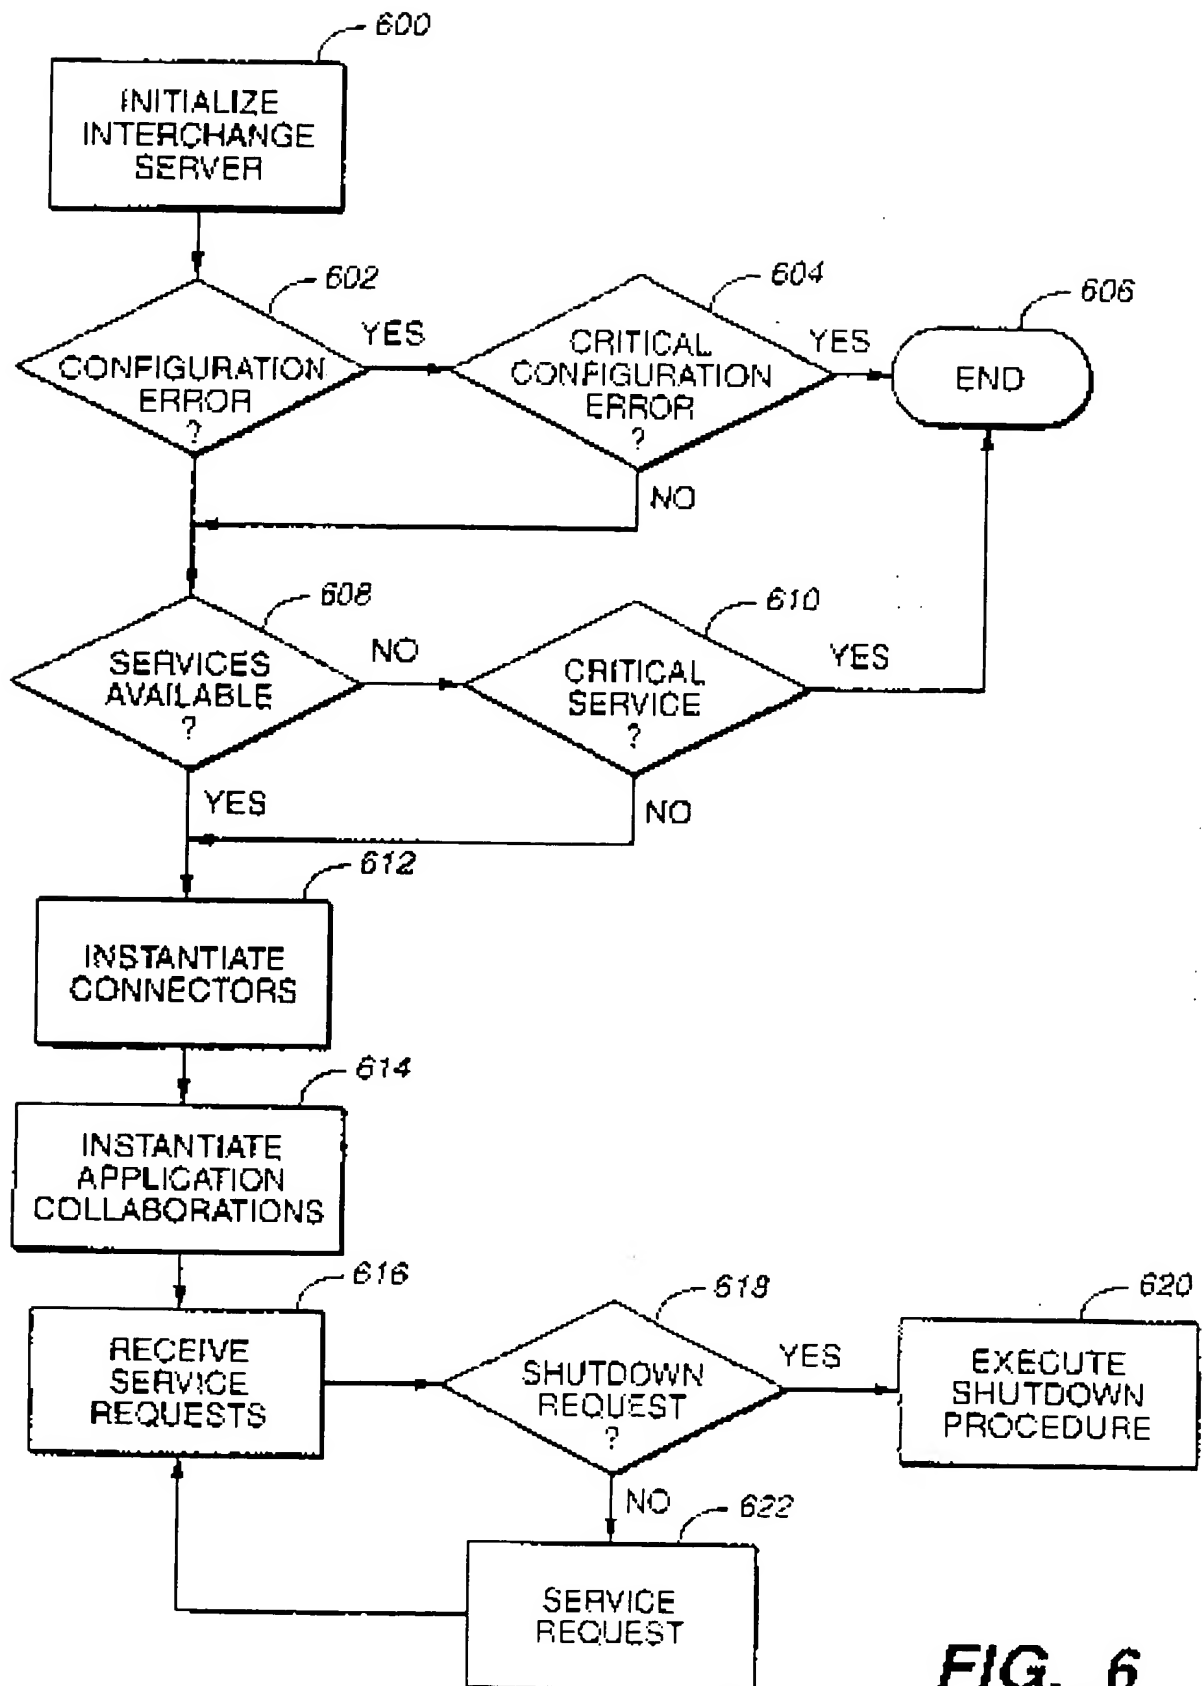 600
INITIALIZE
INTERCHANGE
SERVER
602
CONFIGURATION
ERROR
?
YES
604
CRITICAL
CONFIGURATION
ERROR
?
YES
606
END
NO
608
SERVICES
AVAILABLE
?
NO
610
CRITICAL
SERVICE
?
YES
YES
NO
612
INSTANTIATE
CONNECTORS
614
INSTANTIATE
APPLICATION
COLLABORATIONS
616
RECEIVE
SERVICE
REQUESTS
618
SHUTDOWN
REQUEST
?
YES
620
EXECUTE
SHUTDOWN
PROCEDURE
NO
622
SERVICE
REQUEST
FIG. 6